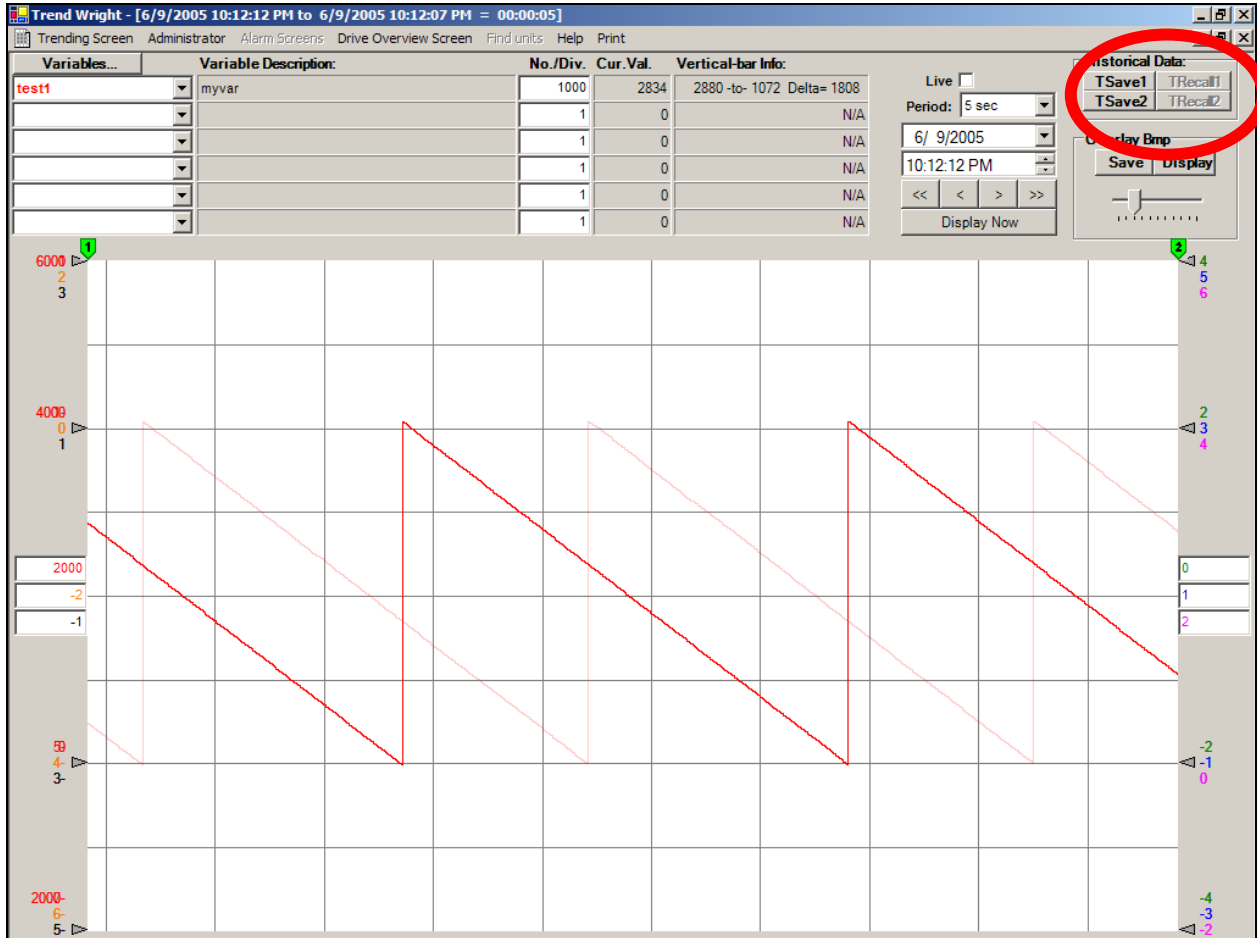 Trend Wright - [6/9/2005 10:12:12 PM to 6/9/2005 10:12:07 PM = 00:00:05]
Trending Screen Administrator Alarm Screens Drive Overview Screen Find units Help Print
Variables... Variable Description: No./Div. Cur.Val. Vertical-bar Info:
test1 myvar 1000 2834 2880 -to- 1072 Delta= 1808
1 0 N/A
1 0 N/A
1 0 N/A
1 0 N/A
1 0 N/A
Live
Period: 5 sec
6/ 9/2005
10:12:12 PM
<< < > >>
Display Now
Historical Data:
TSave1 TRecall1
TSave2 TRecall2
Overlay Bmp
Save Display
1 2
6000 4
2 5
3 6
4000 2
0 3
1 4
2000 0
-2 1
-1 2
-2
4- -1
3- 0
2000- -4
6- -3
5- -2